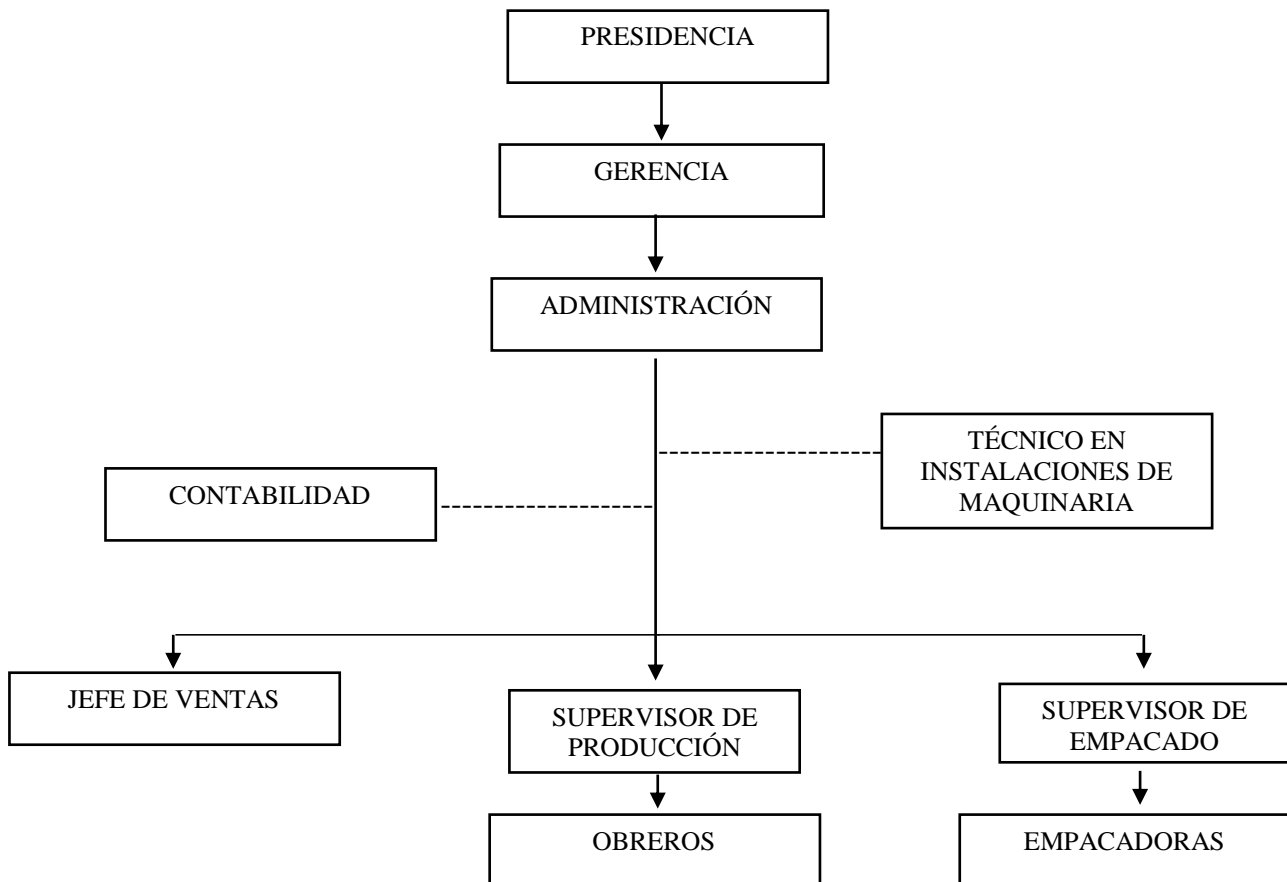 PRESIDENCIA
GERENCIA
ADMINISTRACIÓN
TÉCNICO EN
INSTALACIONES DE
MAQUINARIA
CONTABILIDAD
JEFE DE VENTAS
SUPERVISOR DE
PRODUCCIÓN
SUPERVISOR DE
EMPACADO
OBREROS
EMPACADORAS